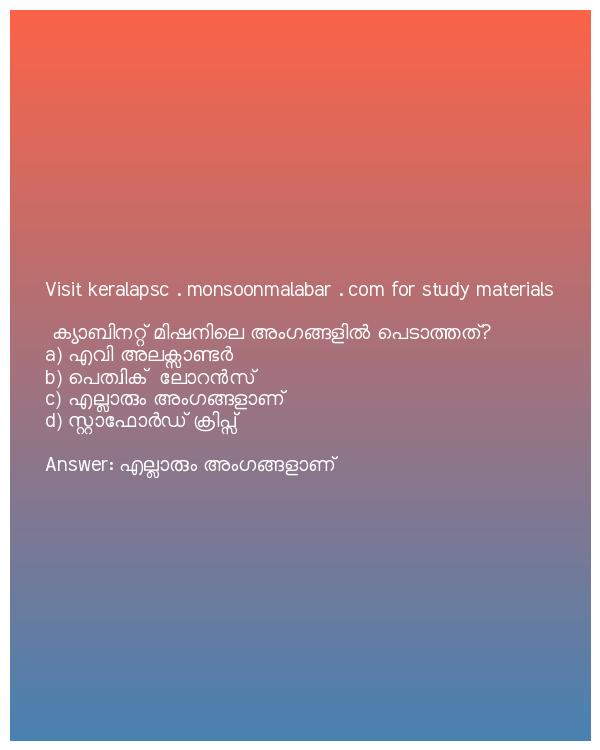 Visit keralapsc . monsoonmalabar . com for study materials
ക്യാബിനറ്റ് മിഷനിലെ അംഗങ്ങളിൽ പെടാത്തത്?
a) എവി അലക്സാണ്ടർ
b) പെത്വിക് ലോറൻസ്
c) എല്ലാരും അംഗങ്ങളാണ്
d) സ്റ്റാഫോർഡ് ക്രിപ്സ്
Answer: എല്ലാരും അംഗങ്ങളാണ്